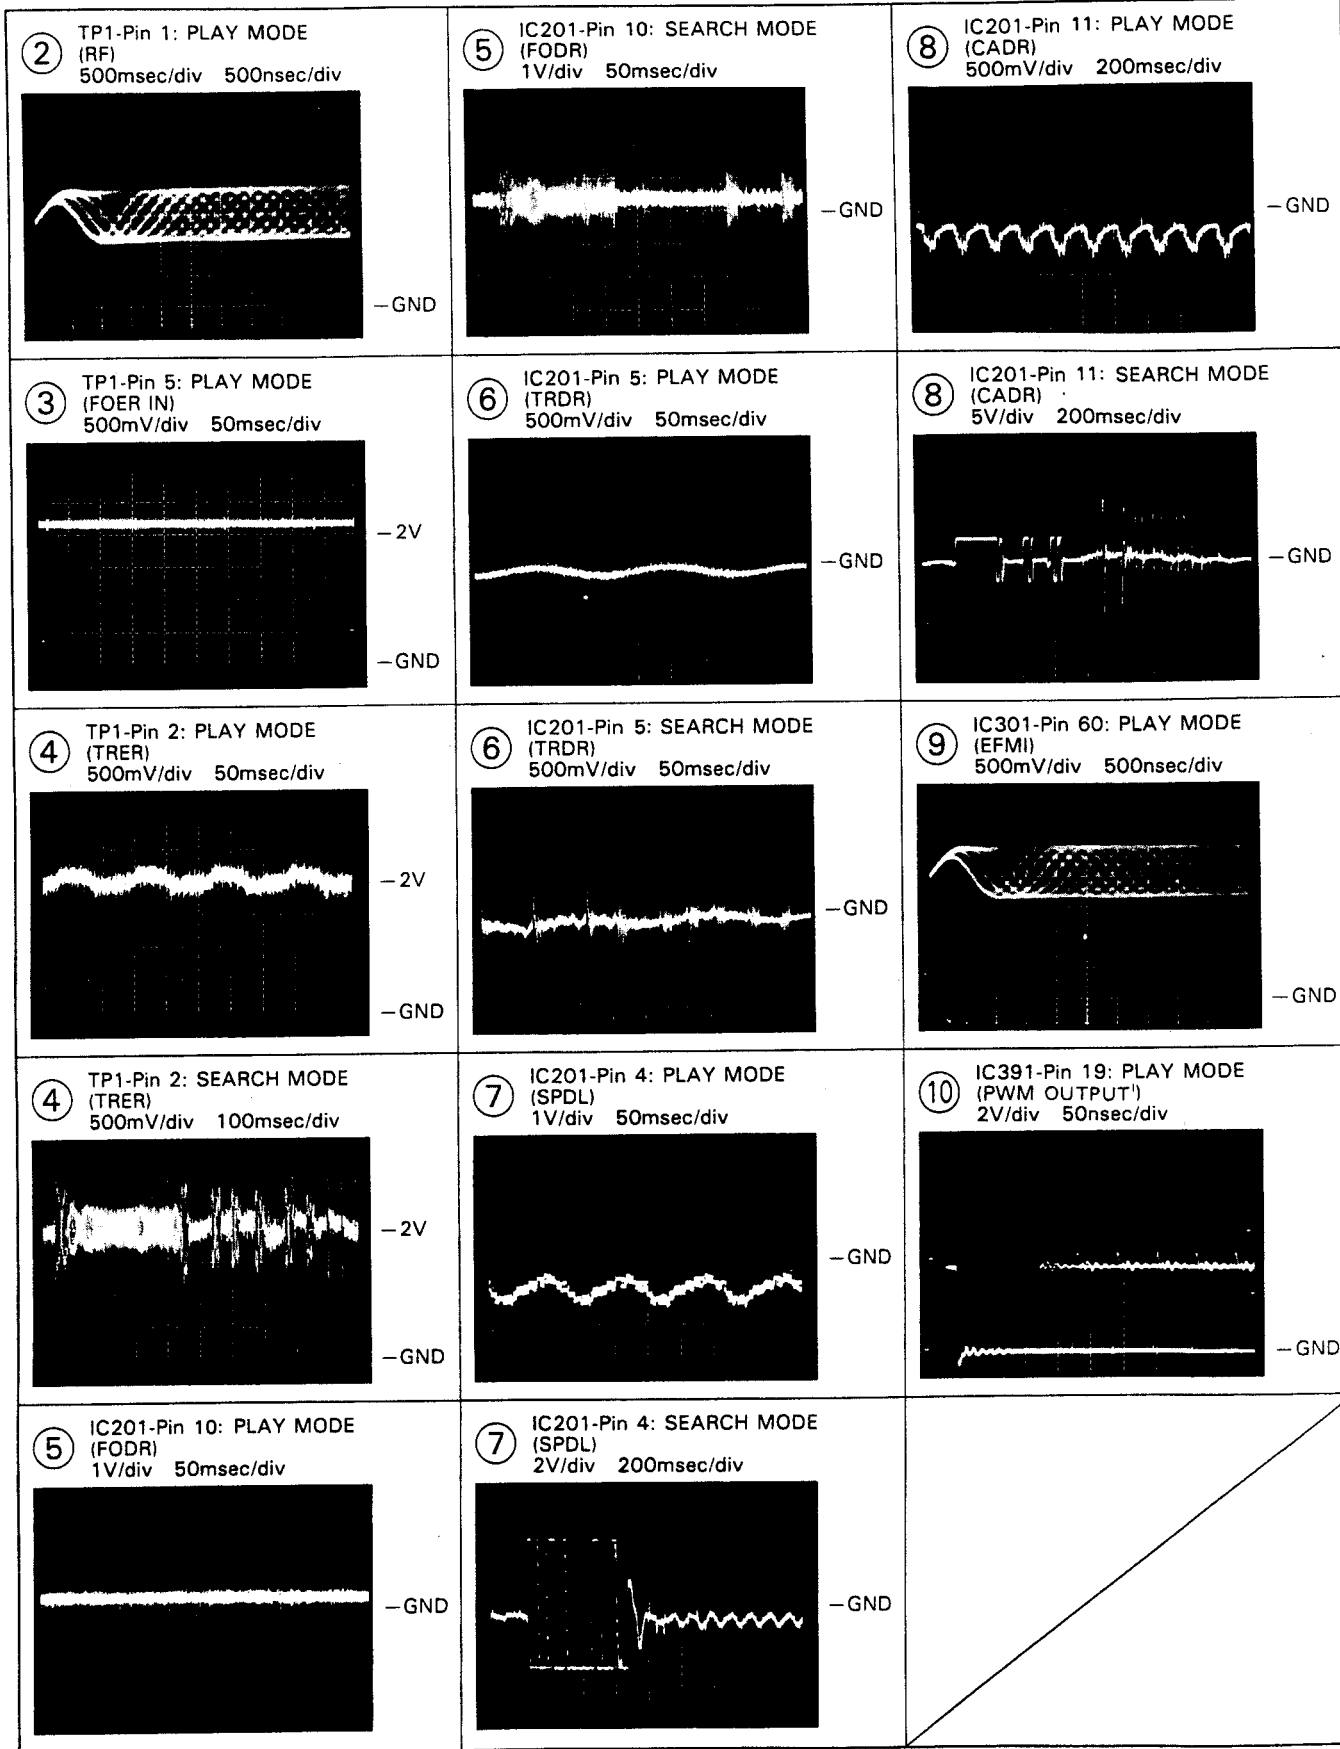 ② TP1-Pin 1: PLAY MODE
(RF)
500msec/div 500nsec/div
—GND
③ TP1-Pin 5: PLAY MODE
(FOER IN)
500mV/div 50msec/div
—2V
—GND
④ TP1-Pin 2: PLAY MODE
(TRER)
500mV/div 50msec/div
—2V
—GND
④ TP1-Pin 2: SEARCH MODE
(TRER)
500mV/div 100msec/div
—2V
—GND
⑤ IC201-Pin 10: PLAY MODE
(FODR)
1V/div 50msec/div
—GND
⑤ IC201-Pin 10: SEARCH MODE
(FODR)
1V/div 50msec/div
—GND
⑥ IC201-Pin 5: PLAY MODE
(TRDR)
500mV/div 50msec/div
—GND
⑥ IC201-Pin 5: SEARCH MODE
(TRDR)
500mV/div 50msec/div
—GND
⑦ IC201-Pin 4: PLAY MODE
(SPDL)
1V/div 50msec/div
—GND
⑦ IC201-Pin 4: SEARCH MODE
(SPDL)
2V/div 200msec/div
—GND
⑧ IC201-Pin 11: PLAY MODE
(CADR)
500mV/div 200msec/div
—GND
⑧ IC201-Pin 11: SEARCH MODE
(CADR)
5V/div 200msec/div
—GND
⑨ IC301-Pin 60: PLAY MODE
(EFMI)
500mV/div 500nsec/div
—GND
⑩ IC391-Pin 19: PLAY MODE
(PWM OUTPUT)
2V/div 50nsec/div
—GND